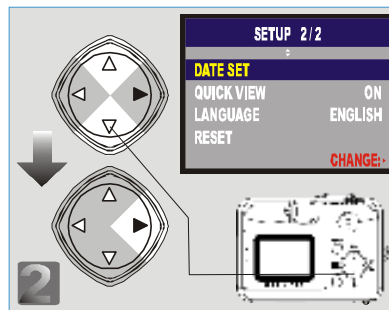 SETUP 2/2
DATE SET
QUICK VIEW ON
LANGUAGE ENGLISH
RESET
CHANGE:
2